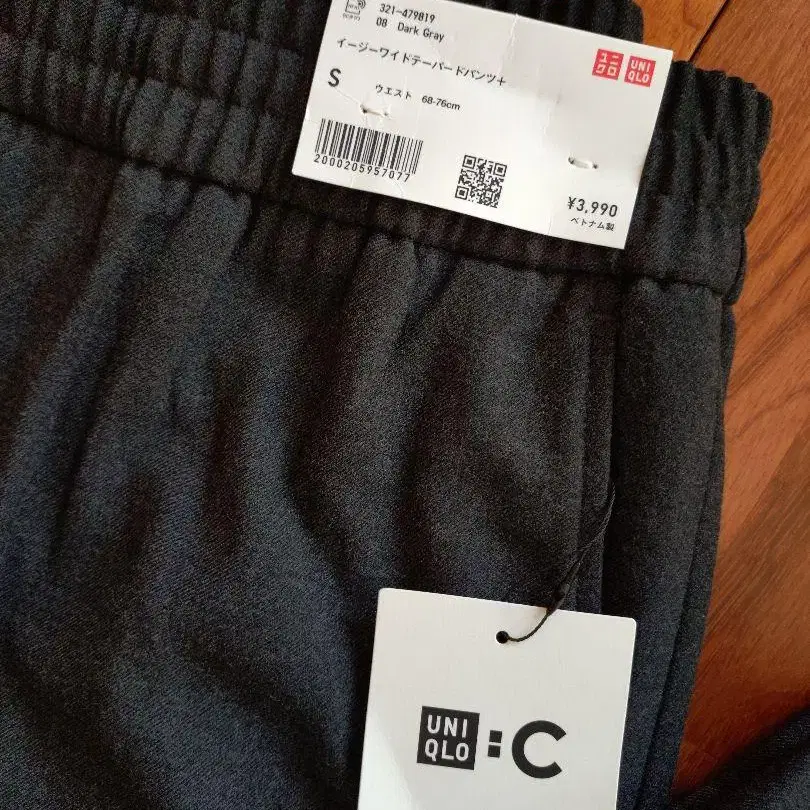 321-479819
08 Dark Gray
イージーワイドテーパードパンツ+
S
ウエスト 68-76cm
2000205957077
¥3,990
ベトナム製
ユニ
クロ
UNI
QLO
UNI
QLO
:C